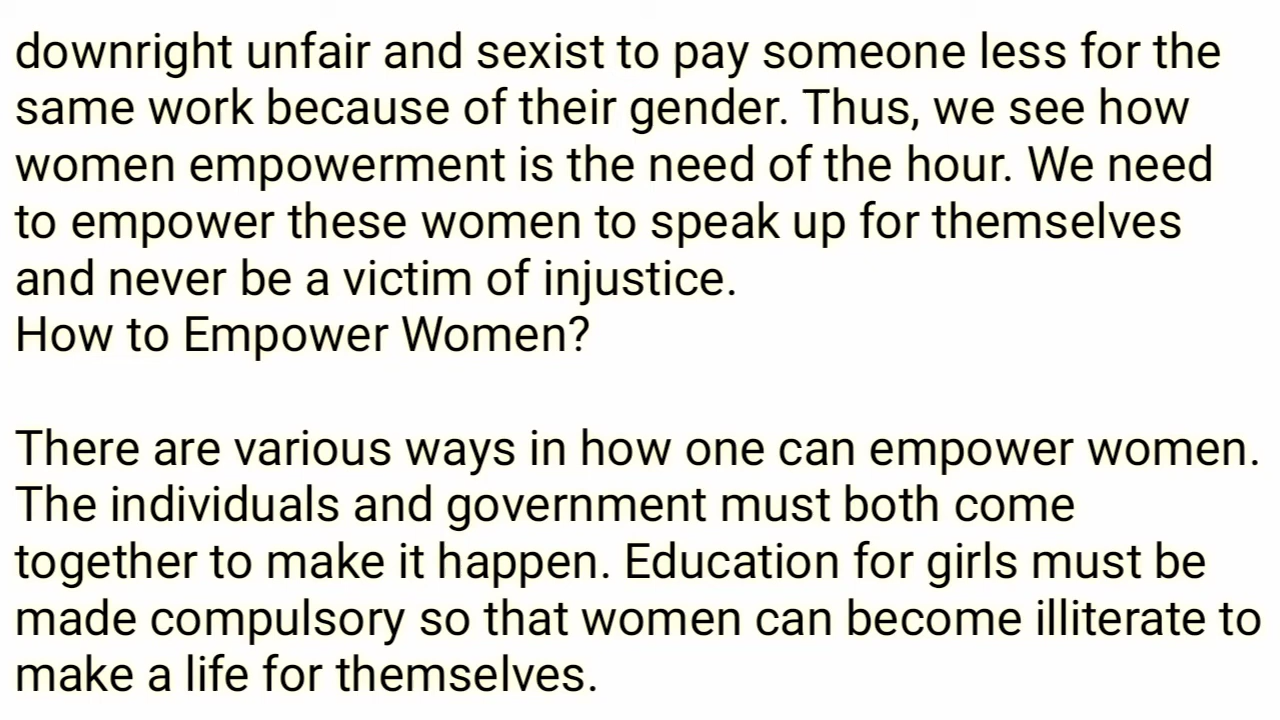 downright unfair and sexist to pay someone less for the
same work because of their gender. Thus, we see how
women empowerment is the need of the hour. We need
to empower these women to speak up for themselves
and never be a victim of injustice.
How to Empower Women?
There are various ways in how one can empower women.
The individuals and government must both come
together to make it happen. Education for girls must be
made compulsory so that women can become illiterate to
make a life for themselves.